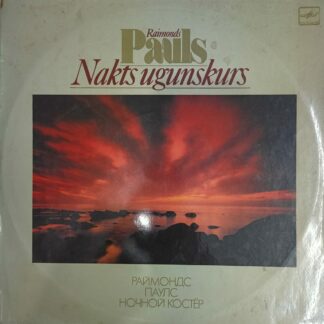 Raimonds
Pauls
Nakts ugunskurs
РАЙМОНДС
ПАУЛС
НОЧНОЙ КОСТЁР